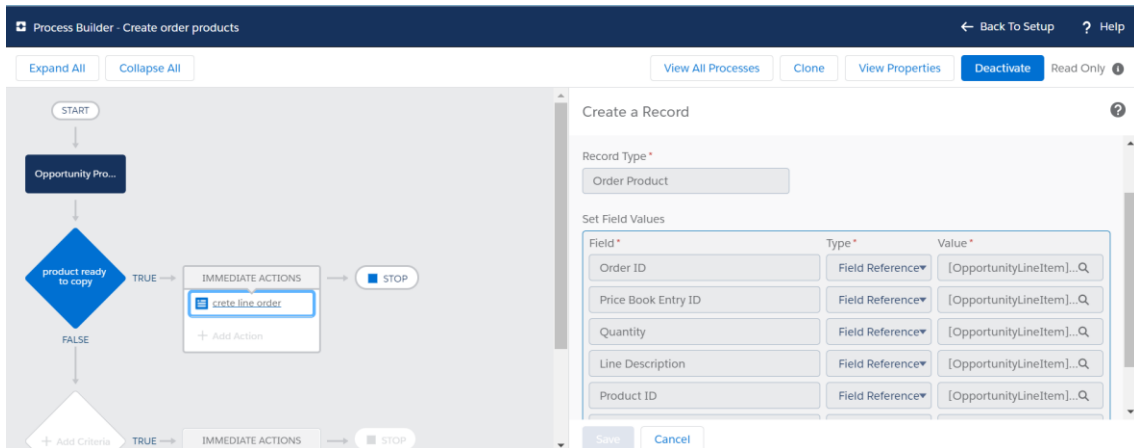 Process Builder - Create order products
Back To Setup
? Help
Expand All
Collapse All
View All Processes
Clone
View Properties
Deactivate
Read Only
START
Opportunity Pro...
product ready
to copy
TRUE
IMMEDIATE ACTIONS
STOP
crete line order
+ Add Action
FALSE
+ Add Criteria
TRUE
IMMEDIATE ACTIONS
STOP
Create a Record
Record Type*
Order Product
Set Field Values
Field* Type* Value*
Order ID Field Reference [OpportunityLineItem]...
Price Book Entry ID Field Reference [OpportunityLineItem]...
Quantity Field Reference [OpportunityLineItem]...
Line Description Field Reference [OpportunityLineItem]...
Product ID Field Reference [OpportunityLineItem]...
Save
Cancel